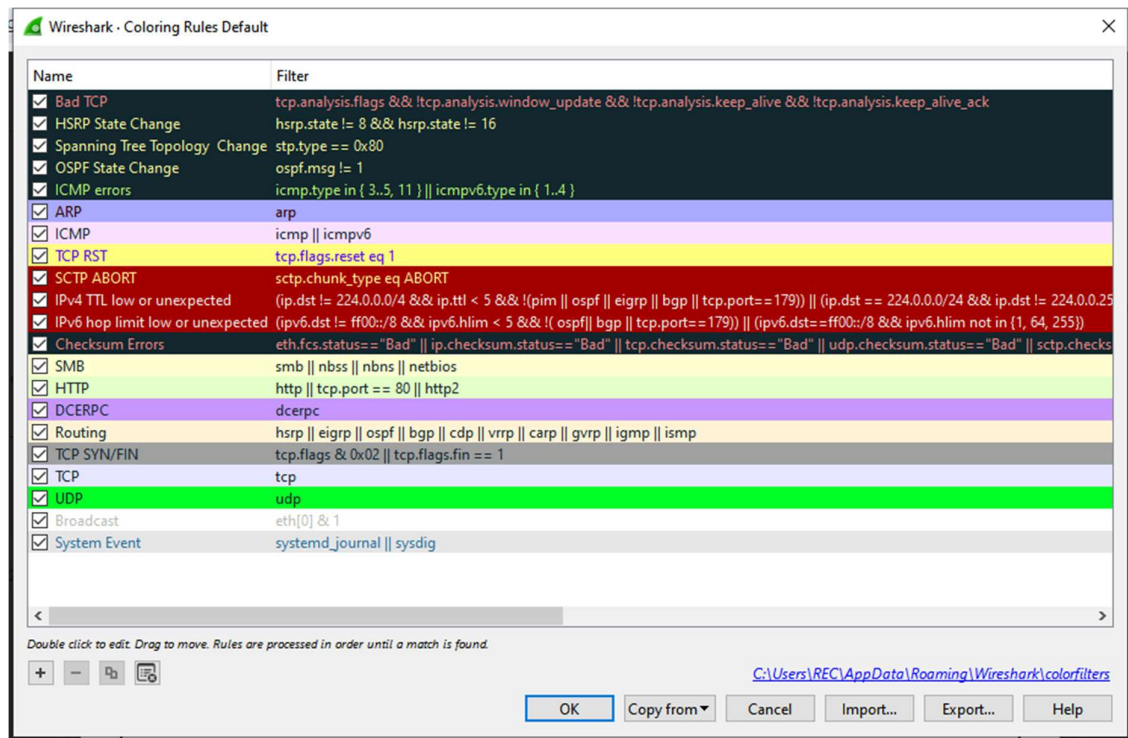 Wireshark · Coloring Rules Default
Name Filter
Bad TCP tcp.analysis.flags && !tcp.analysis.window_update && !tcp.analysis.keep_alive && !tcp.analysis.keep_alive_ack
HSRP State Change hsrp.state != 8 && hsrp.state != 16
Spanning Tree Topology Change stp.type == 0x80
OSPF State Change ospf.msg != 1
ICMP errors icmp.type in { 3..5, 11 } || icmpv6.type in { 1..4 }
ARP arp
ICMP icmp || icmpv6
TCP RST tcp.flags.reset eq 1
SCTP ABORT sctp.chunk_type eq ABORT
IPv4 TTL low or unexpected (ip.dst != 224.0.0.0/4 && ip.ttl < 5 && !(pim || ospf || eigrp || bgp || tcp.port==179)) || (ip.dst == 224.0.0.0/24 && ip.dst != 224.0.0.25
IPv6 hop limit low or unexpected (ipv6.dst != ff00::/8 && ipv6.hlim < 5 && !( ospf|| bgp || tcp.port==179)) || (ipv6.dst==ff00::/8 && ipv6.hlim not in {1, 64, 255})
Checksum Errors eth.fcs.status=="Bad" || ip.checksum.status=="Bad" || tcp.checksum.status=="Bad" || udp.checksum.status=="Bad" || sctp.checks
SMB smb || nbss || nbns || netbios
HTTP http || tcp.port == 80 || http2
DCERPC dcerpc
Routing hsrp || eigrp || ospf || bgp || cdp || vrrp || carp || gvrp || igmp || ismp
TCP SYN/FIN tcp.flags & 0x02 || tcp.flags.fin == 1
TCP tcp
UDP udp
Broadcast eth[0] & 1
System Event systemd_journal || sysdig
Double click to edit. Drag to move. Rules are processed in order until a match is found.
C:\Users\REC\AppData\Roaming\Wireshark\colorfilters
OK Copy from Cancel Import... Export... Help